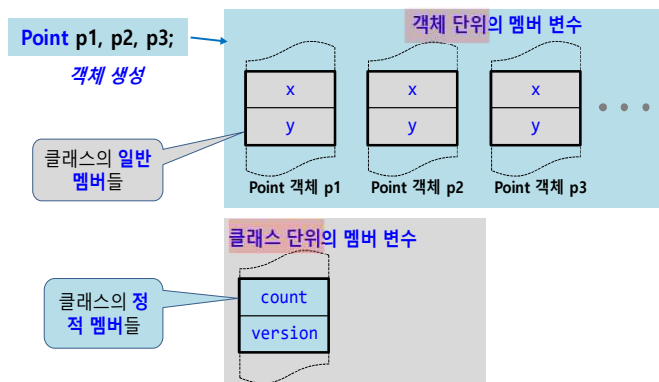 Point p1, p2, p3;
객체 생성
객체 단위의 멤버 변수
x
y
x
y
x
y
Point 객체 p1
Point 객체 p2
Point 객체 p3
클래스의 일반
멤버들
클래스 단위의 멤버 변수
count
version
클래스의 정
적 멤버들